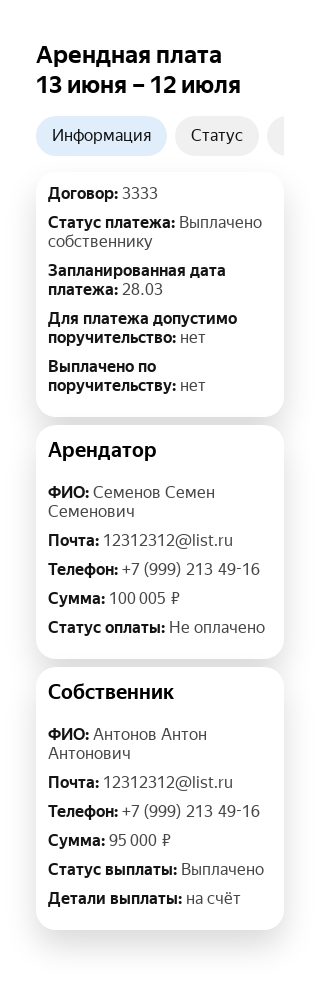 Арендная плата
13 июня – 12 июля
Информация
Статус
Договор: 3333
Статус платежа: Выплачено
собственнику
Запланированная дата
платежа: 28.03
Для платежа допустимо
поручительство: нет
Выплачено по
поручительству: нет
Арендатор
ФИО: Семенов Семен
Семенович
Почта: 12312312@list.ru
Телефон: +7 (999) 213 49-16
Сумма: 100 005 ₽
Статус оплаты: Не оплачено
Собственник
ФИО: Антонов Антон
Антонович
Почта: 12312312@list.ru
Телефон: +7 (999) 213 49-16
Сумма: 95 000 ₽
Статус выплаты: Выплачено
Детали выплаты: на счёт